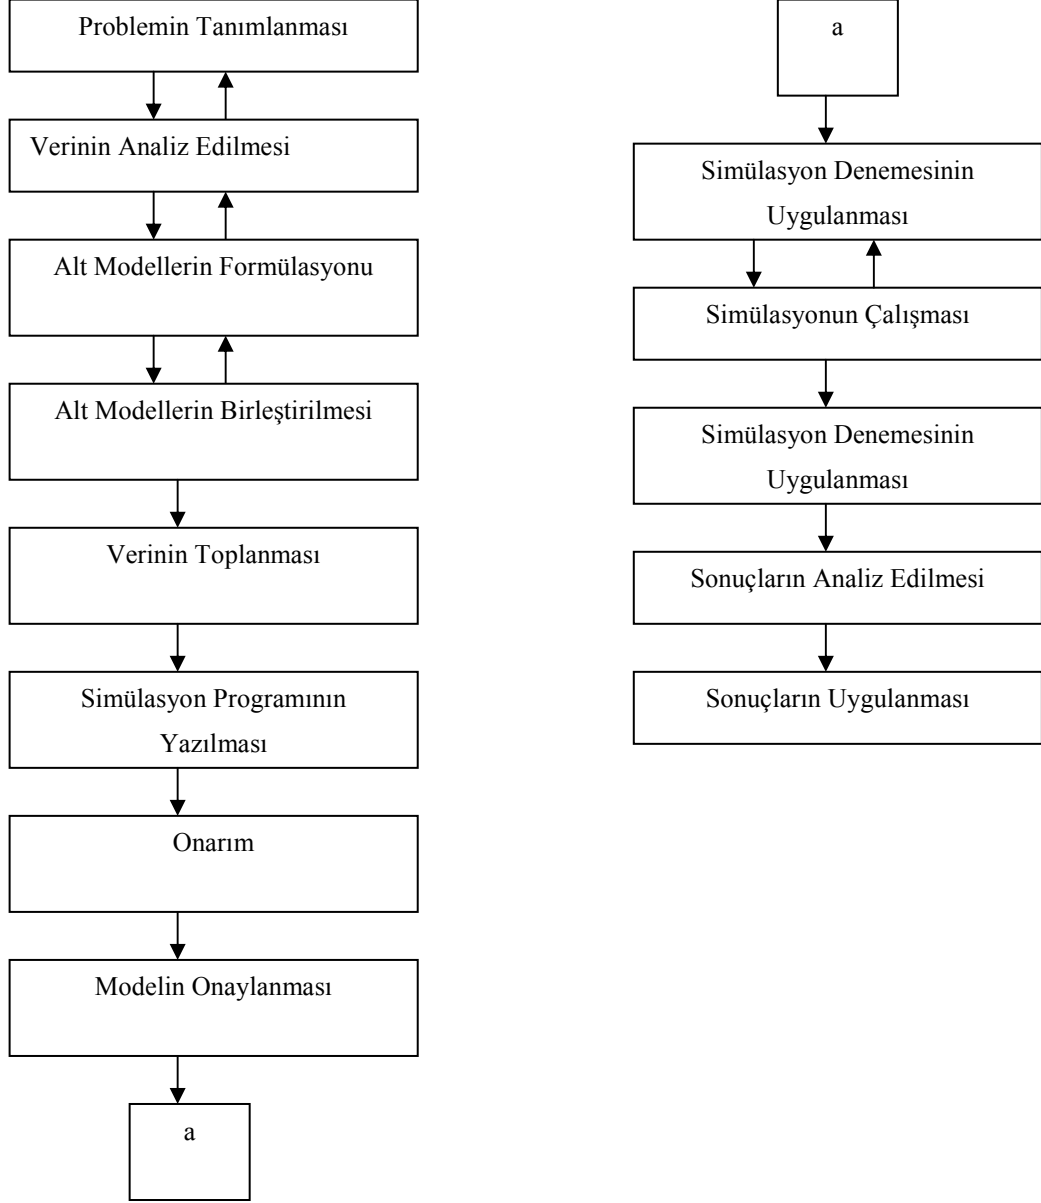 Problemin Tanımlanması
Verinin Analiz Edilmesi
Alt Modellerin Formülasyonu
Alt Modellerin Birleştirilmesi
Verinin Toplanması
Simülasyon Programının
Yazılması
Onarım
Modelin Onaylanması
a
a
Simülasyon Denemesinin
Uygulanması
Simülasyonun Çalışması
Simülasyon Denemesinin
Uygulanması
Sonuçların Analiz Edilmesi
Sonuçların Uygulanması